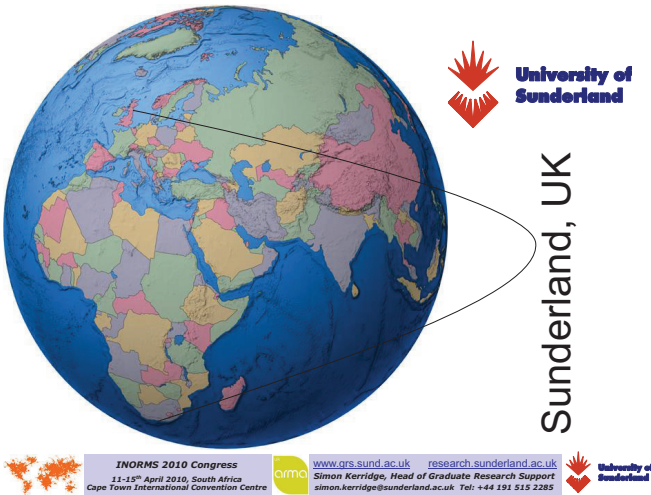 University of
Sunderland
Sunderland, UK
INORMS 2010 Congress
11-15th April 2010, South Africa
Cape Town International Convention Centre
arma
www.grs.sund.ac.uk research.sunderland.ac.uk
Simon Kerridge, Head of Graduate Research Support
simon.kerridge@sunderland.ac.uk Tel: +44 191 515 2285
University of
Sunderland